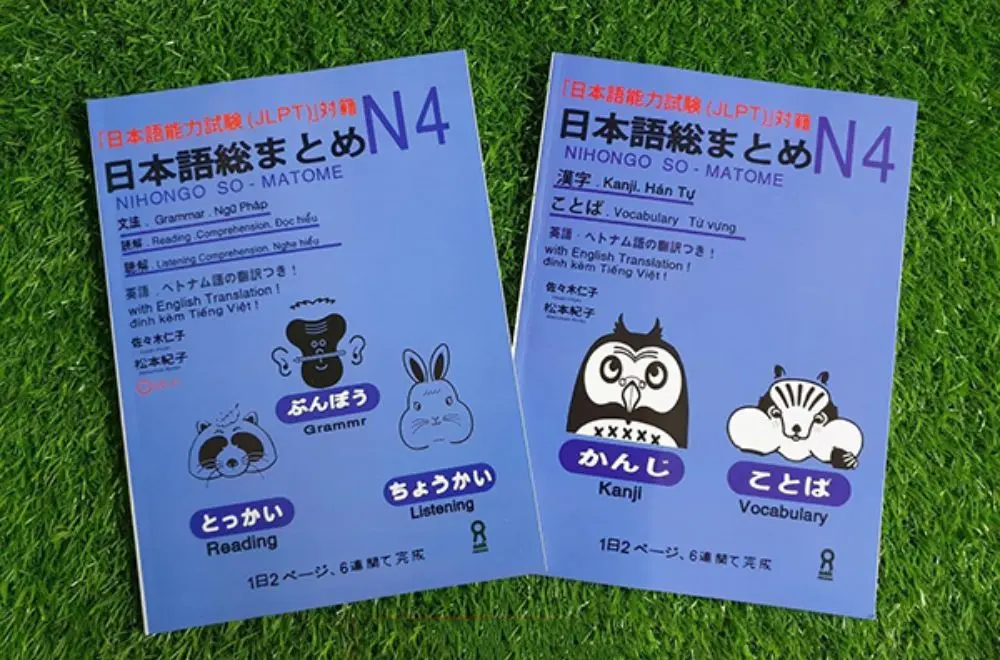 「日本語能力試験(JLPT)」対籍
日本語総まとめN4
NIHONGO SO - MATOME
文法 . Grammar . Ngữ Pháp
読解 . Reading .Comprehension, Đọc hiểu
読解 . Listening Comprehension, Nghe hiểu
英語 . ヘトナム語の翻訳つき!
with English Translation !
đính kèm Tiếng Việt !
佐々木仁子
松本紀子
ぶんぽう
Grammr
ちょうかい
Listening
とっかい
Reading
1日2ページ、6連間て完成
「日本語能力試験(JLPT)」対籍
日本語総まとめN4
NIHONGO SO - MATOME
漢字 . Kanji. Hán Tự
ことば . Vocabulary Từ vựng
英語 . ヘトナム語の翻訳つき!
with English Translation !
đính kèm Tiếng Việt !
佐々木仁子
松本紀子
かんじ
Kanji
ことば
Vocabulary
1日2ページ、6連間て完成